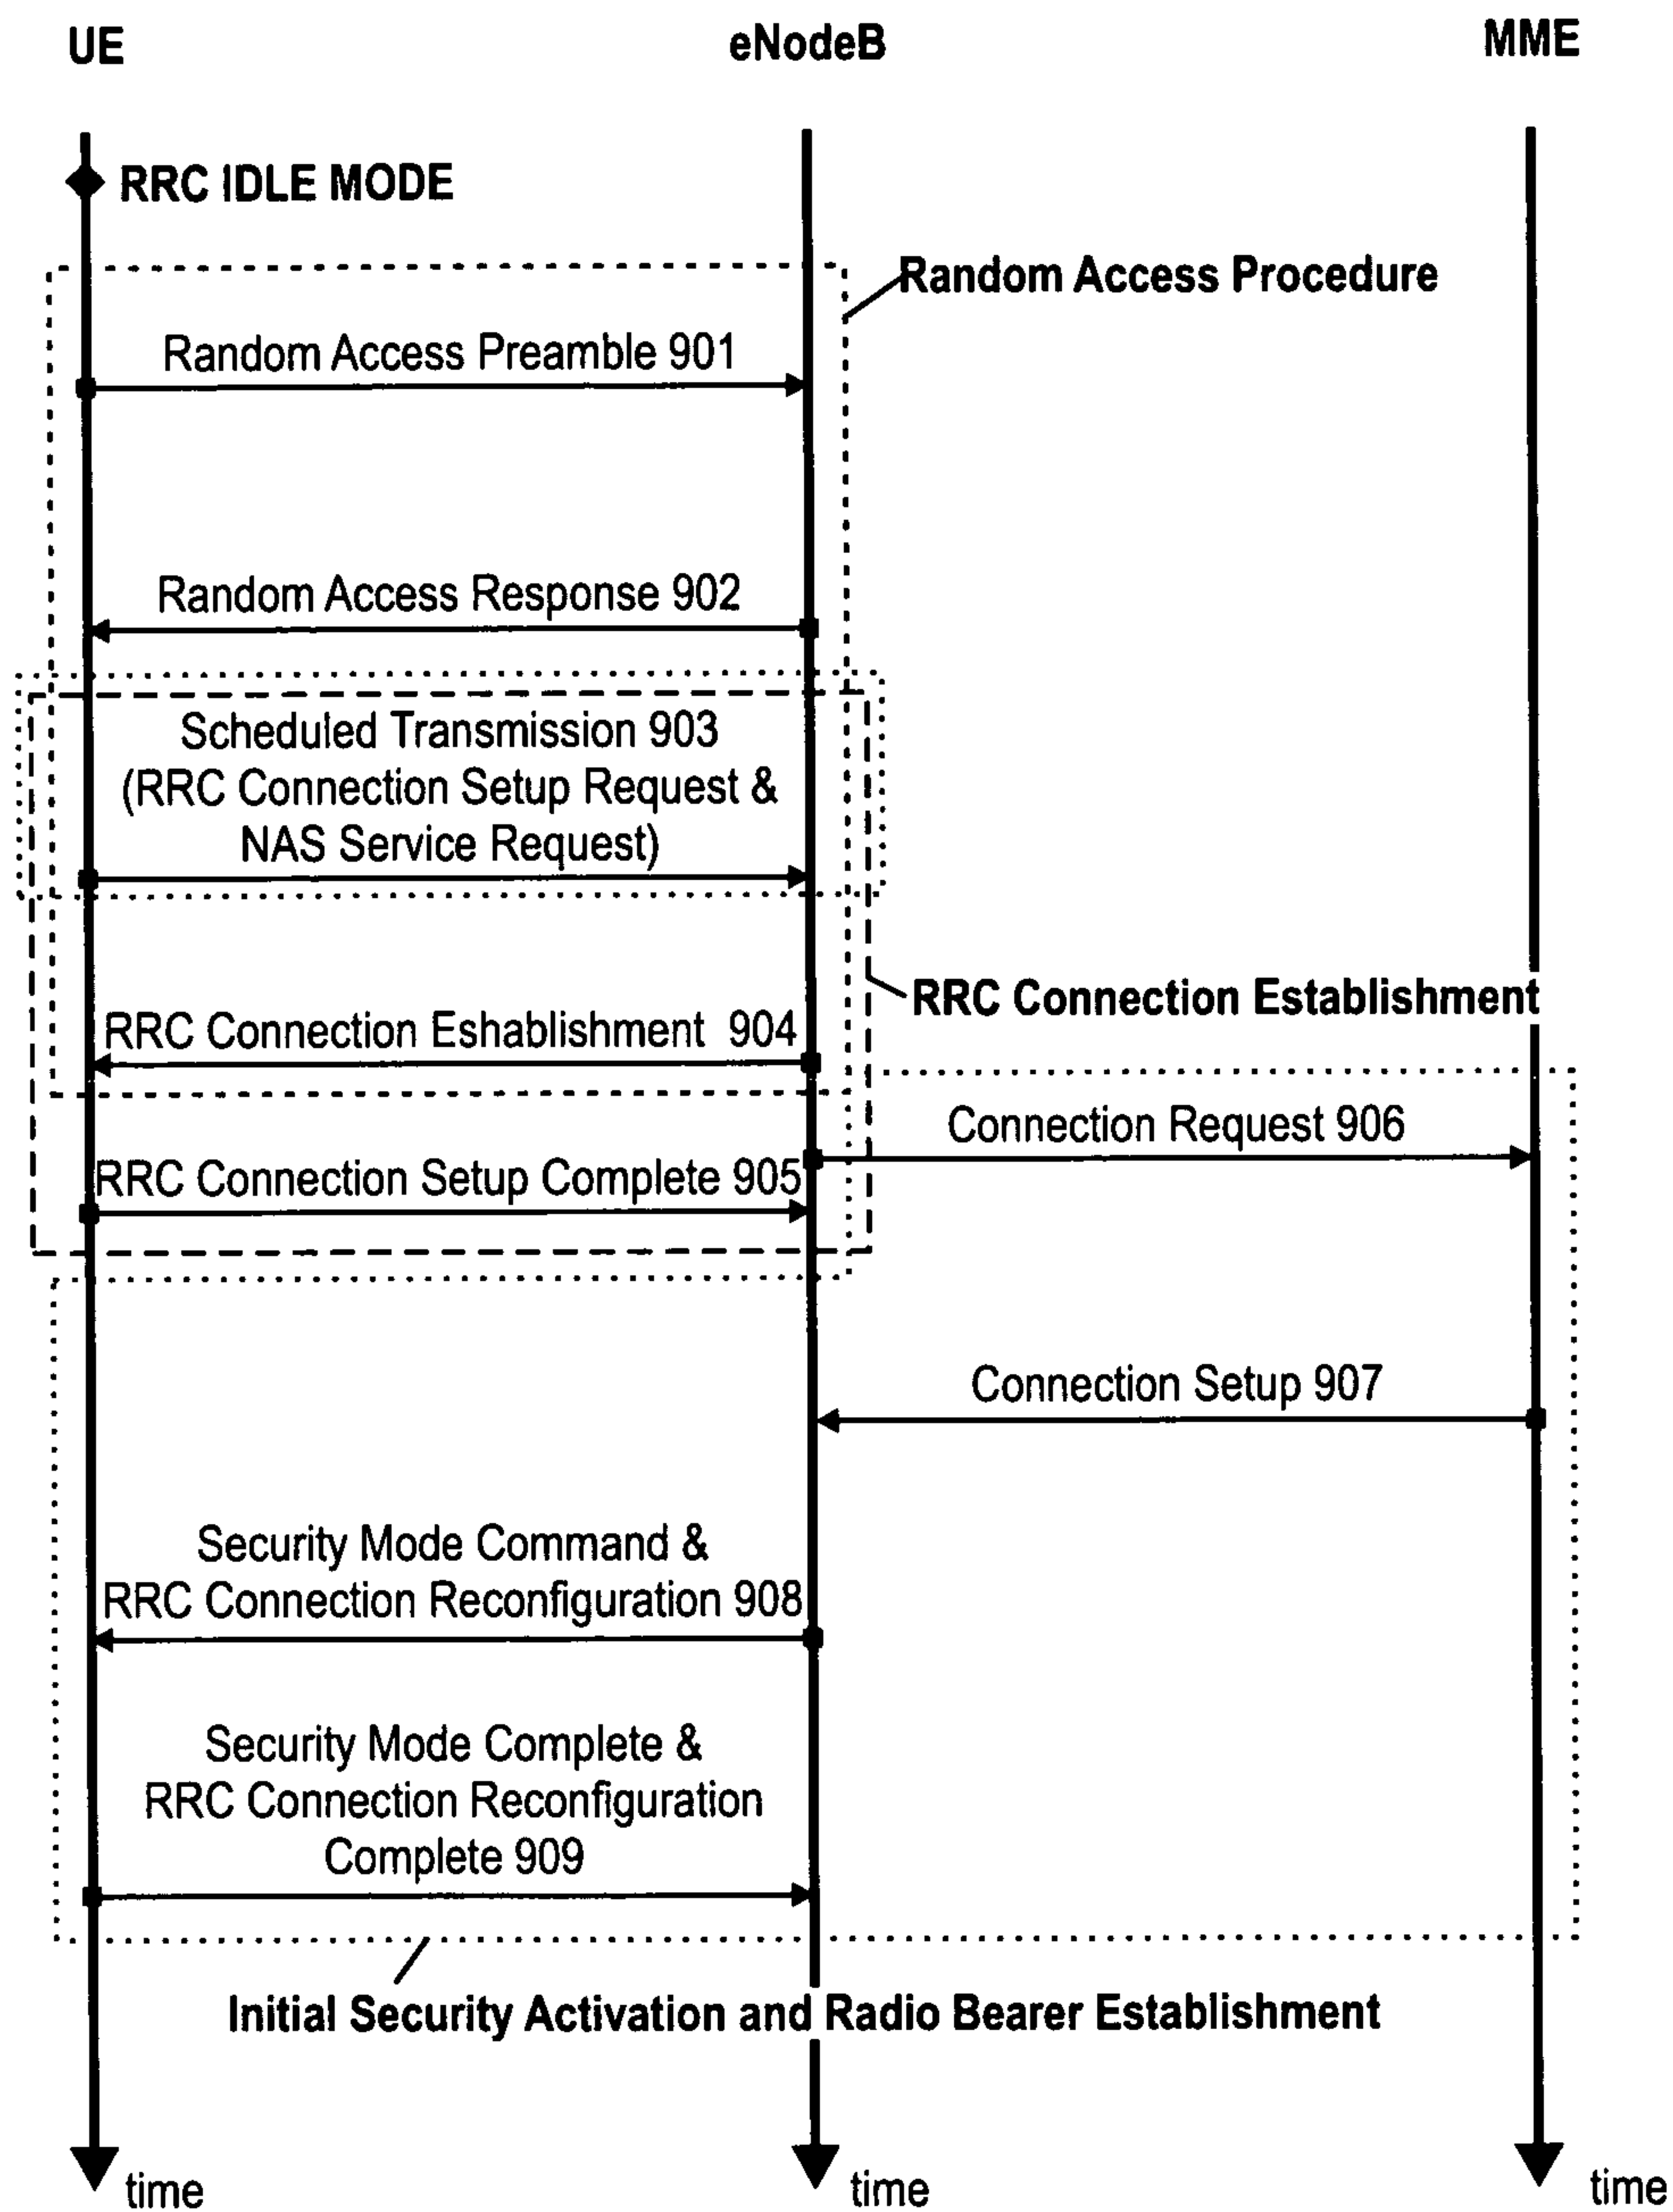 UE
eNodeB
MME
RRC IDLE MODE
Random Access Procedure
Random Access Preamble 901
Random Access Response 902
Scheduled Transmission 903
(RRC Connection Setup Request &
NAS Service Request)
RRC Connection Establishment
RRC Connection Eshablishment 904
Connection Request 906
RRC Connection Setup Complete 905
Connection Setup 907
Security Mode Command &
RRC Connection Reconfiguration 908
Security Mode Complete &
RRC Connection Reconfiguration
Complete 909
Initial Security Activation and Radio Bearer Establishment
time
time
time